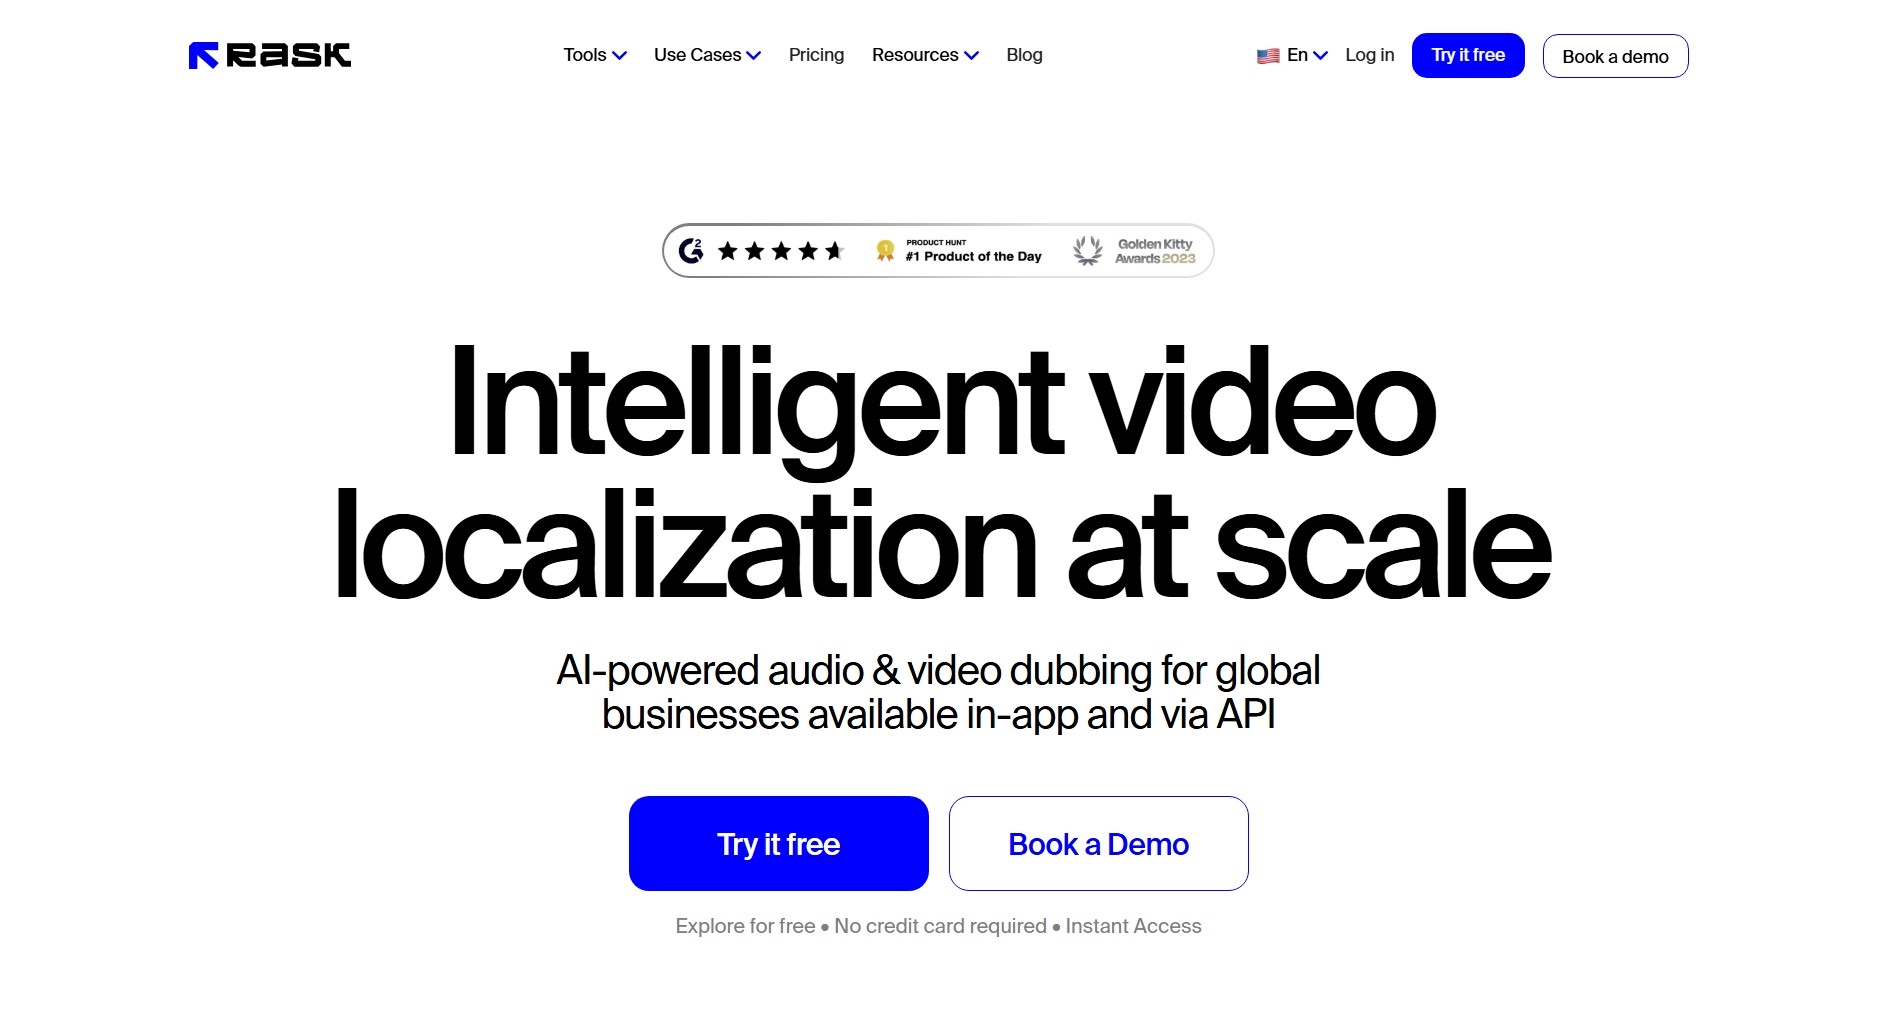 rask
Tools
Use Cases
Pricing
Resources
Blog
En
Log in
Try it free
Book a demo
G2
PRODUCT HUNT
#1 Product of the Day
1
Golden Kitty
Awards 2023
Intelligent video
localization at scale
AI-powered audio & video dubbing for global
businesses available in-app and via API
Try it free
Book a Demo
Explore for free • No credit card required • Instant Access